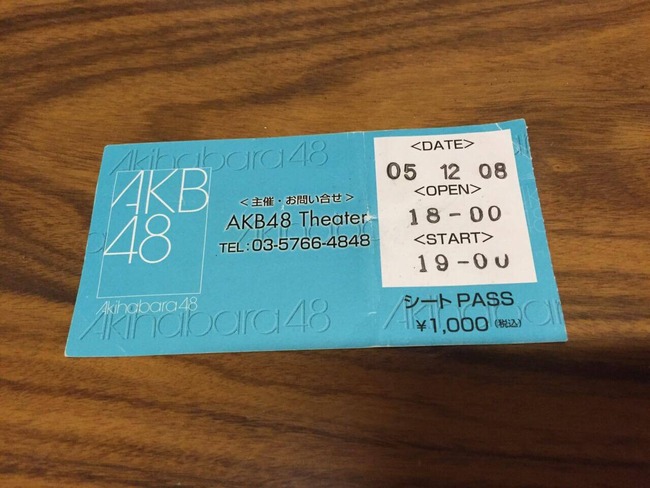 Akihabara48
AKB
48
Akihabara48
Akihabara48
<主催・お問い合せ>
AKB48 Theater
TEL:03-5766-4848
<DATE>
05 12 08
<OPEN>
18-00
<START>
19-00
シートPASS
¥1,000(税込)